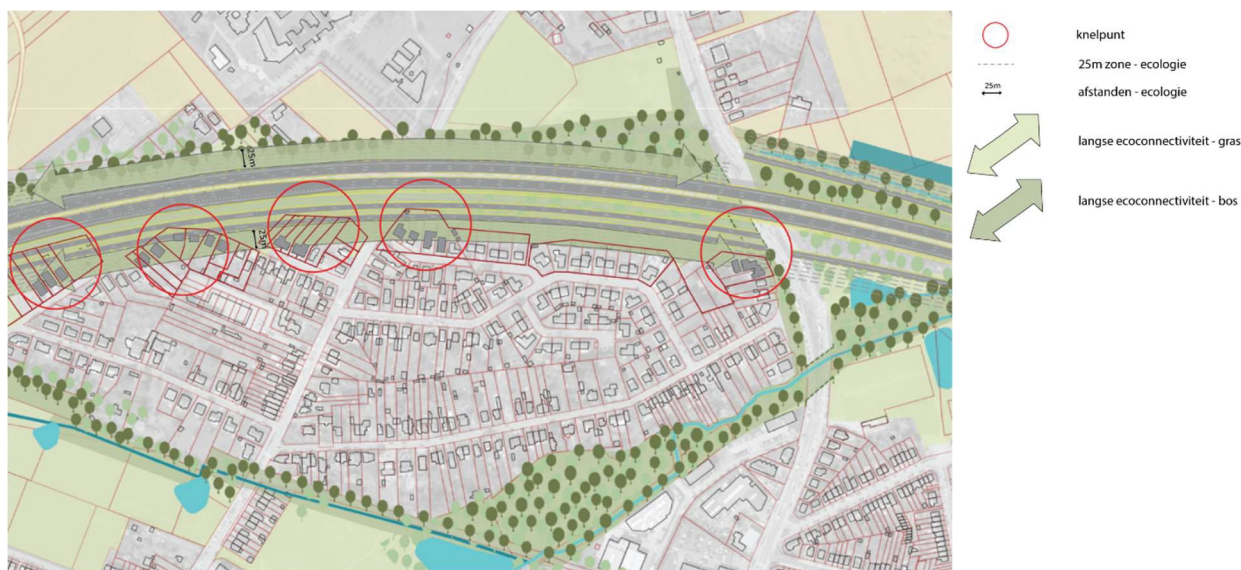 knelpunt
25m zone - ecologie
25m
afstanden - ecologie
langse ecoconnectiviteit - gras
langse ecoconnectiviteit - bos
25m
25m